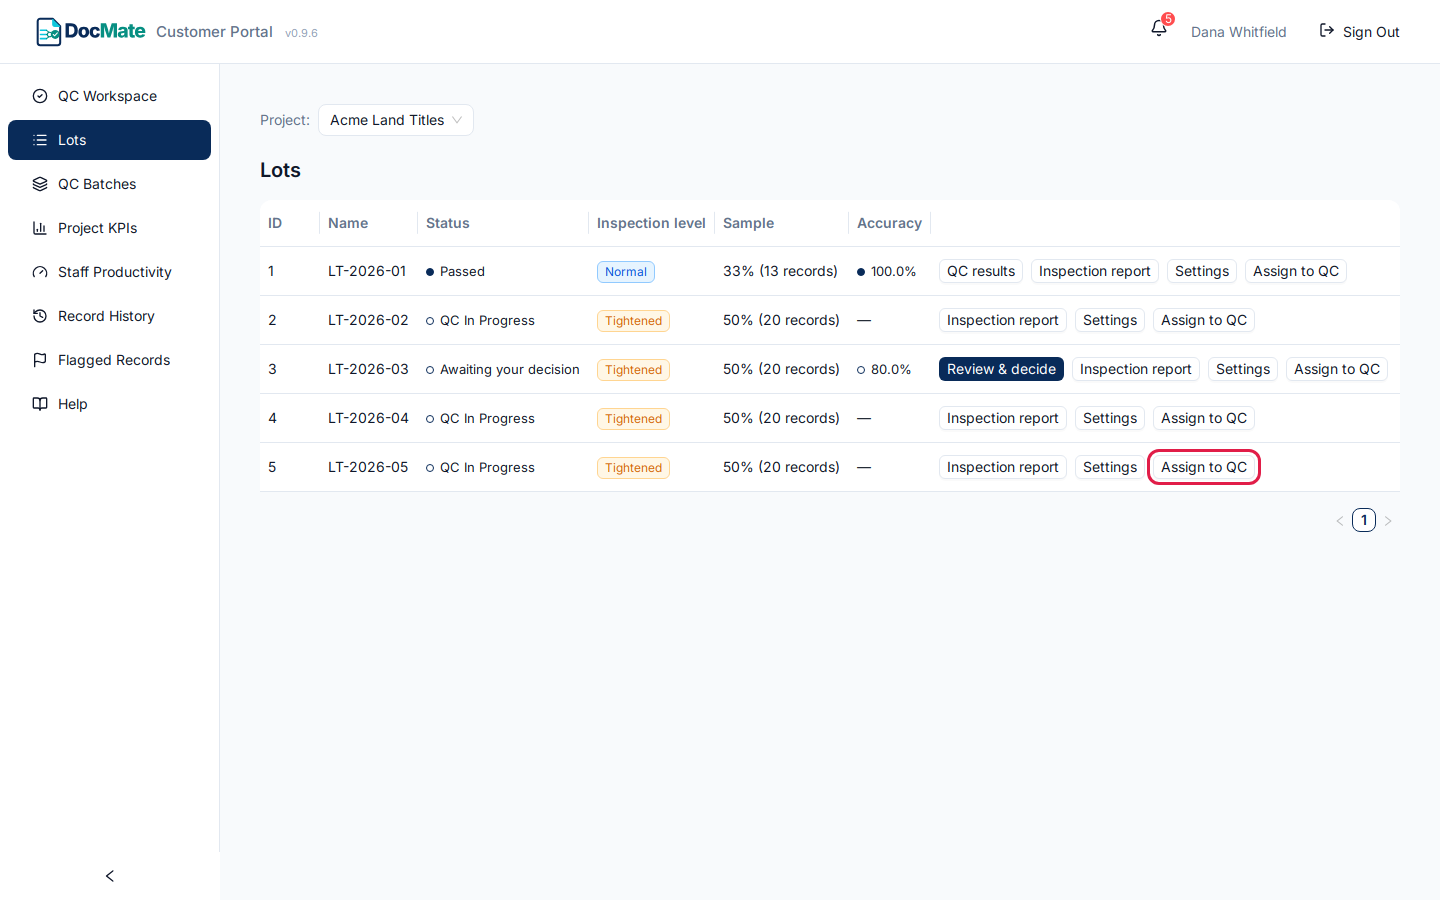 DocMate Customer Portal v0.9.6
5
Dana Whitfield
Sign Out
QC Workspace
Lots
QC Batches
Project KPIs
Staff Productivity
Record History
Flagged Records
Help
Project: Acme Land Titles
Lots
ID Name Status Inspection level Sample Accuracy
1 LT-2026-01 Passed Normal 33% (13 records) 100.0% QC results Inspection report Settings Assign to QC
2 LT-2026-02 QC In Progress Tightened 50% (20 records) — Inspection report Settings Assign to QC
3 LT-2026-03 Awaiting your decision Tightened 50% (20 records) 80.0% Review & decide Inspection report Settings Assign to QC
4 LT-2026-04 QC In Progress Tightened 50% (20 records) — Inspection report Settings Assign to QC
5 LT-2026-05 QC In Progress Tightened 50% (20 records) — Inspection report Settings Assign to QC
1